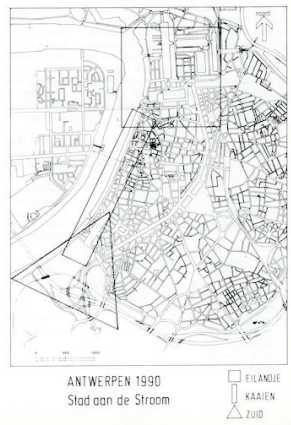 noord
ANTWERPEN 1990
Stad aan de Stroom
EILANDJE
KAAIEN
ZUID